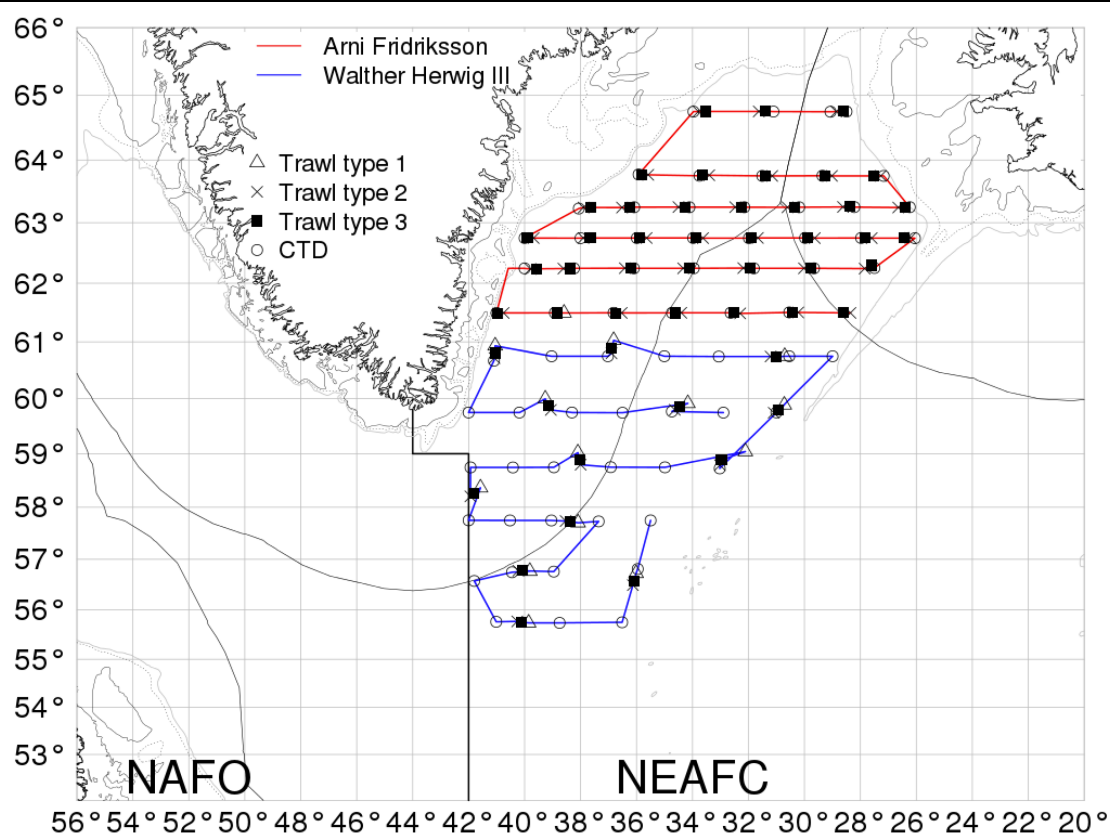 66°
Arni Fridriksson
Walther Herwig III
65°
64°
Trawl type 1
Trawl type 2
63°
Trawl type 3
CTD
62°
61°
60°
59°
58°
57°
56°
55°
54°
53°
NAFO NEAFC
56° 54° 52° 50° 48° 46° 44° 42° 40° 38° 36° 34° 32° 30° 28° 26° 24° 22° 20°